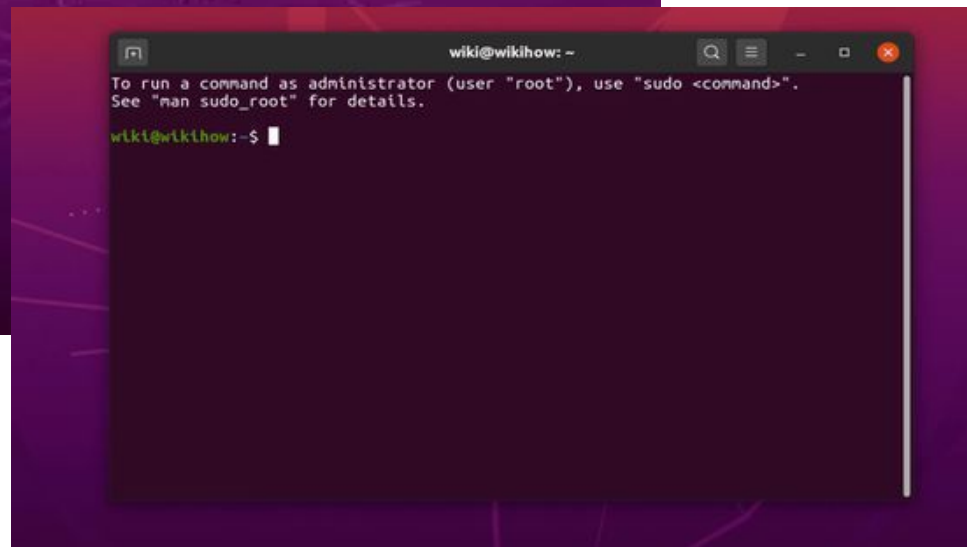 wiki@wikihow: ~
To run a command as administrator (user "root"), use "sudo <command>".
See "man sudo_root" for details.
wiki@wikihow:~$